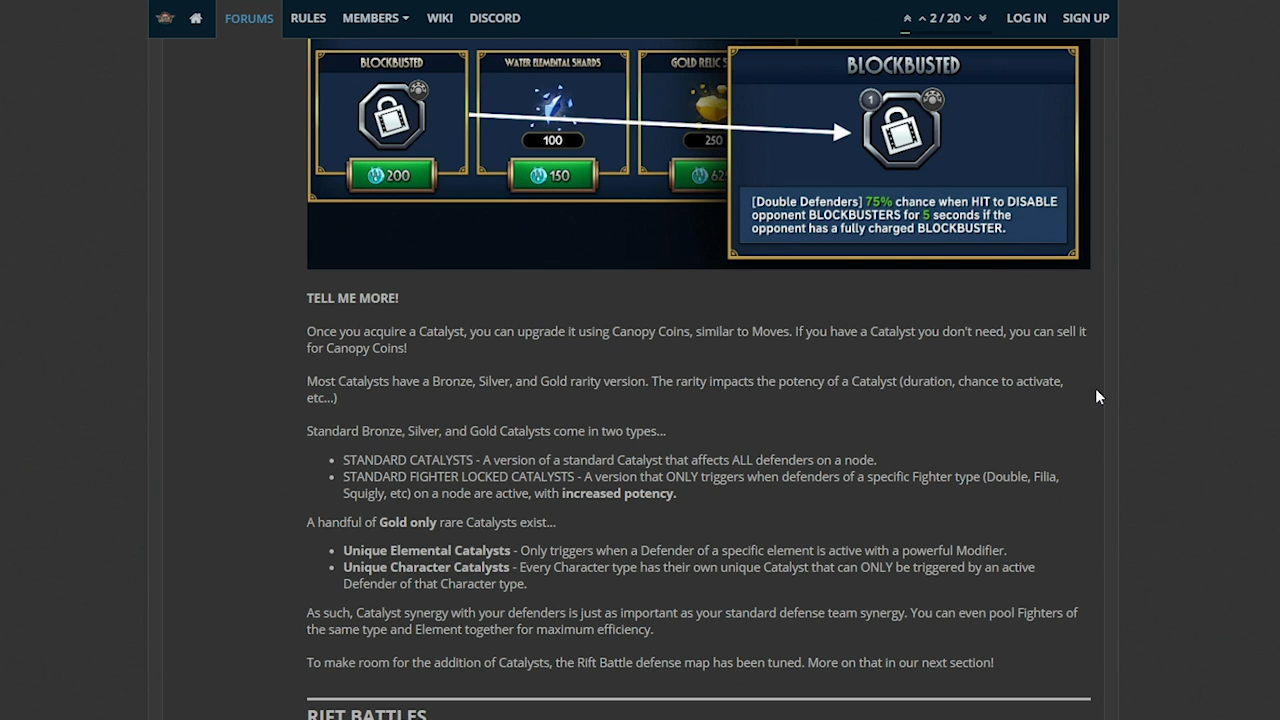 FORUMS RULES MEMBERS WIKI DISCORD 2 / 20 LOG IN SIGN UP
BLOCKBUSTED WATER ELEMENTAL SHARDS GOLD RELIC
BLOCKBUSTED
1
100 250
200 150
[Double Defenders] 75% chance when HIT to DISABLE
opponent BLOCKBUSTERS for 5 seconds if the
opponent has a fully charged BLOCKBUSTER.
TELL ME MORE!
Once you acquire a Catalyst, you can upgrade it using Canopy Coins, similar to Moves. If you have a Catalyst you don't need, you can sell it
for Canopy Coins!
Most Catalysts have a Bronze, Silver, and Gold rarity version. The rarity impacts the potency of a Catalyst (duration, chance to activate,
etc...)
Standard Bronze, Silver, and Gold Catalysts come in two types...
• STANDARD CATALYSTS - A version of a standard Catalyst that affects ALL defenders on a node.
• STANDARD FIGHTER LOCKED CATALYSTS - A version that ONLY triggers when defenders of a specific Fighter type (Double, Filia,
Squigly, etc) on a node are active, with increased potency.
A handful of Gold only rare Catalysts exist...
• Unique Elemental Catalysts - Only triggers when a Defender of a specific element is active with a powerful Modifier.
• Unique Character Catalysts - Every Character type has their own unique Catalyst that can ONLY be triggered by an active
Defender of that Character type.
As such, Catalyst synergy with your defenders is just as important as your standard defense team synergy. You can even pool Fighters of
the same type and Element together for maximum efficiency.
To make room for the addition of Catalysts, the Rift Battle defense map has been tuned. More on that in our next section!
RIFT BATTLES